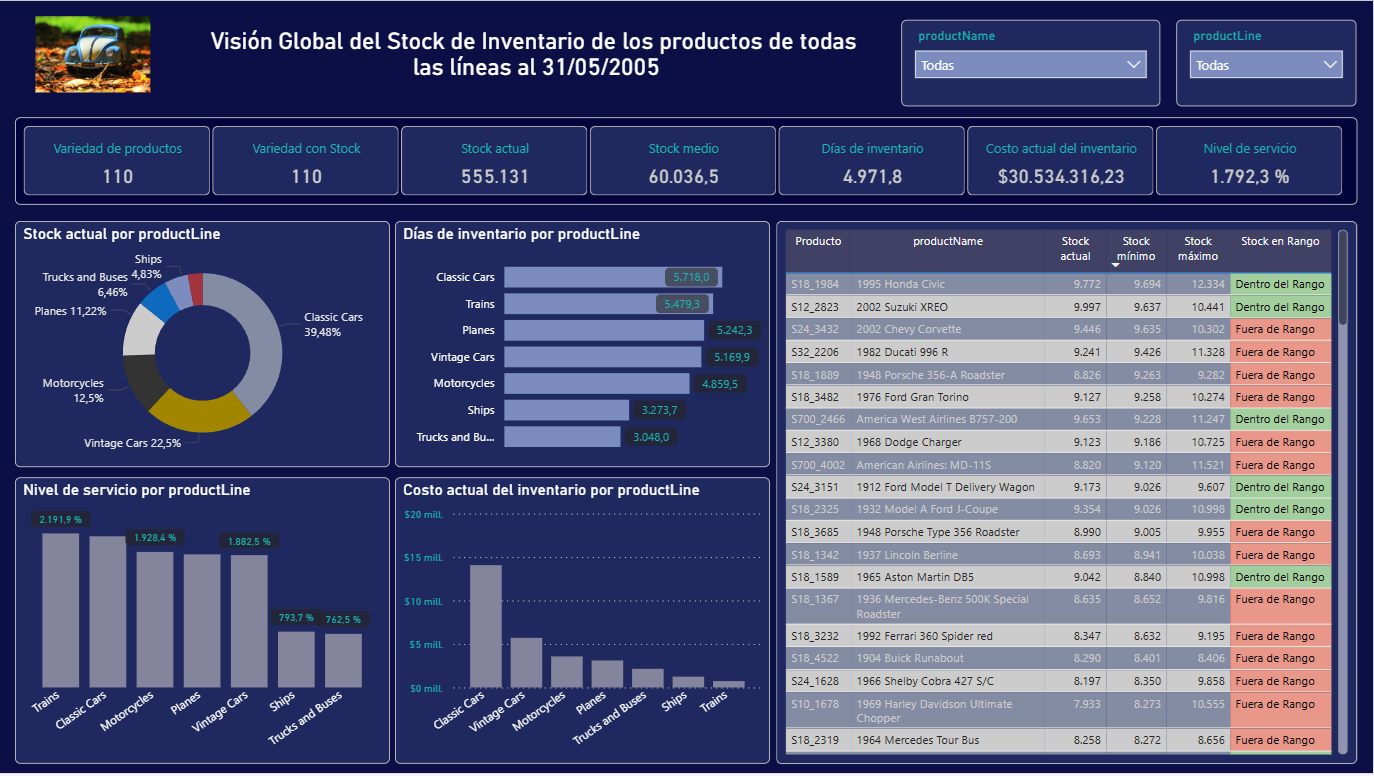 Visión Global del Stock de Inventario de los productos de todas
las líneas al 31/05/2005
productName
Todas
productLine
Todas
Variedad de productos
110
Variedad con Stock
110
Stock actual
555.131
Stock medio
60.036,5
Días de inventario
4.971,8
Costo actual del inventario
$30.534.316,23
Nivel de servicio
1.792,3 %
Stock actual por productLine
Ships
4,83%
Trucks and Buses
6,46%
Planes 11,22%
Classic Cars
39,48%
Motorcycles
12,5%
Vintage Cars 22,5%
Días de inventario por productLine
Classic Cars 5.718,0
Trains 5.479,3
Planes 5.242,3
Vintage Cars 5.169,9
Motorcycles 4.859,5
Ships 3.273,7
Trucks and Bu... 3.048,0
Nivel de servicio por productLine
2.191,9 %
1.928,4 %
1.882,5 %
793,7 %
762,5 %
Trains
Classic Cars
Motorcycles
Planes
Vintage Cars
Ships
Trucks and Buses
Costo actual del inventario por productLine
$20 mill.
$15 mill.
$10 mill.
$5 mill.
$0 mill.
Classic Cars
Vintage Cars
Motorcycles
Planes
Trucks and Buses
Ships
Trains
Producto productName Stock actual Stock mínimo Stock máximo Stock en Rango
S18_1984 1995 Honda Civic 9.772 9.694 12.334 Dentro del Rango
S12_2823 2002 Suzuki XREO 9.997 9.637 10.441 Dentro del Rango
S24_3432 2002 Chevy Corvette 9.446 9.635 10.302 Fuera de Rango
S32_2206 1982 Ducati 996 R 9.241 9.426 11.328 Fuera de Rango
S18_1889 1948 Porsche 356-A Roadster 8.826 9.263 9.282 Fuera de Rango
S18_3482 1976 Ford Gran Torino 9.127 9.258 10.274 Fuera de Rango
S700_2466 America West Airlines B757-200 9.653 9.228 11.247 Dentro del Rango
S12_3380 1968 Dodge Charger 9.123 9.186 10.725 Fuera de Rango
S700_4002 American Airlines: MD-11S 8.820 9.120 11.521 Fuera de Rango
S24_3151 1912 Ford Model T Delivery Wagon 9.173 9.026 9.607 Dentro del Rango
S18_2325 1932 Model A Ford J-Coupe 9.354 9.026 10.998 Dentro del Rango
S18_3685 1948 Porsche Type 356 Roadster 8.990 9.005 9.955 Fuera de Rango
S18_1342 1937 Lincoln Berline 8.693 8.941 10.038 Fuera de Rango
S18_1589 1965 Aston Martin DB5 9.042 8.840 10.998 Dentro del Rango
S18_1367 1936 Mercedes-Benz 500K Special 8.635 8.652 9.816 Fuera de Rango
Roadster
S18_3232 1992 Ferrari 360 Spider red 8.347 8.632 9.195 Fuera de Rango
S18_4522 1904 Buick Runabout 8.290 8.401 8.406 Fuera de Rango
S24_1628 1966 Shelby Cobra 427 S/C 8.197 8.350 9.858 Fuera de Rango
S10_1678 1969 Harley Davidson Ultimate 7.933 8.273 10.555 Fuera de Rango
Chopper
S18_2319 1964 Mercedes Tour Bus 8.258 8.272 8.656 Fuera de Rango